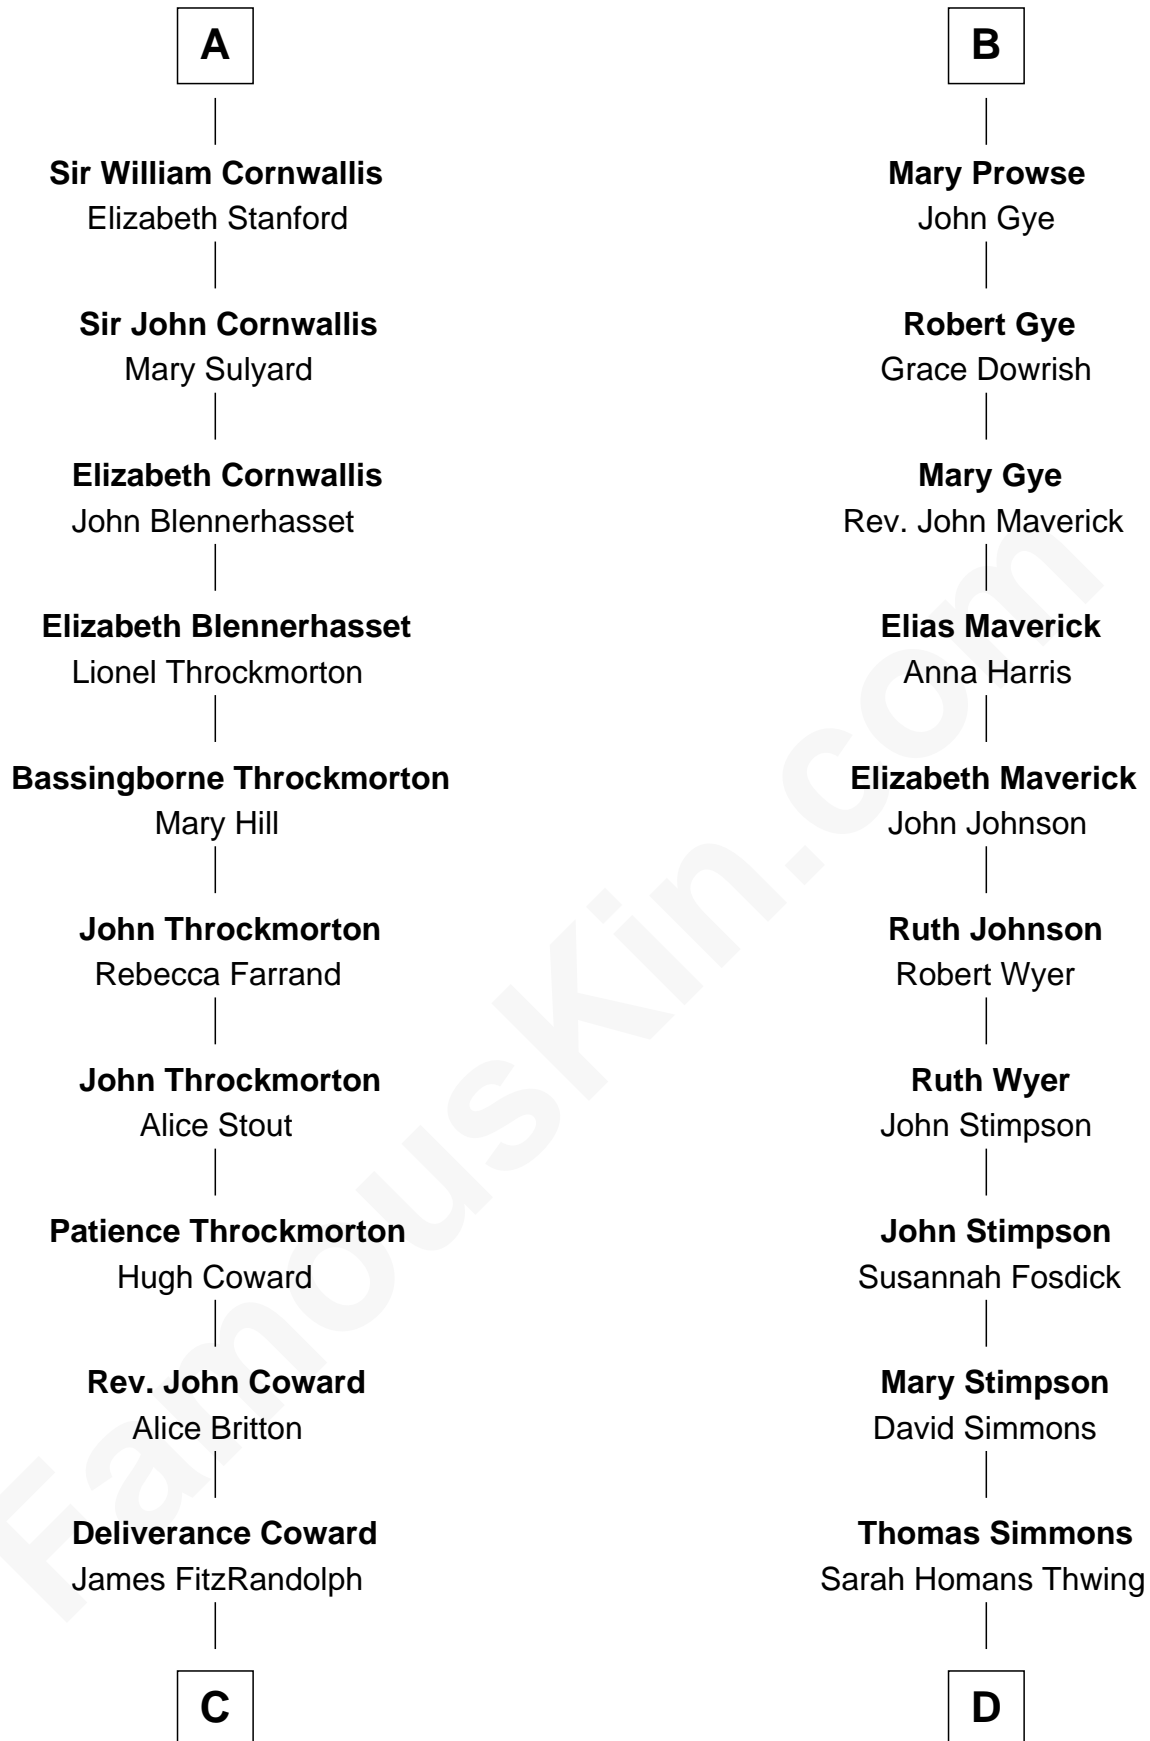 A
Sir William Cornwallis
Elizabeth Stanford
Sir John Cornwallis
Mary Sulyard
Elizabeth Cornwallis
John Blennerhasset
Elizabeth Blennerhasset
Lionel Throckmorton
Bassingborne Throckmorton
Mary Hill
John Throckmorton
Rebecca Farrand
John Throckmorton
Alice Stout
Patience Throckmorton
Hugh Coward
Rev. John Coward
Alice Britton
Deliverance Coward
James FitzRandolph
C
B
Mary Prowse
John Gye
Robert Gye
Grace Dowrish
Mary Gye
Rev. John Maverick
Elias Maverick
Anna Harris
Elizabeth Maverick
John Johnson
Ruth Johnson
Robert Wyer
Ruth Wyer
John Stimpson
John Stimpson
Susannah Fosdick
Mary Stimpson
David Simmons
Thomas Simmons
Sarah Homans Thwing
D
FamousKin.com